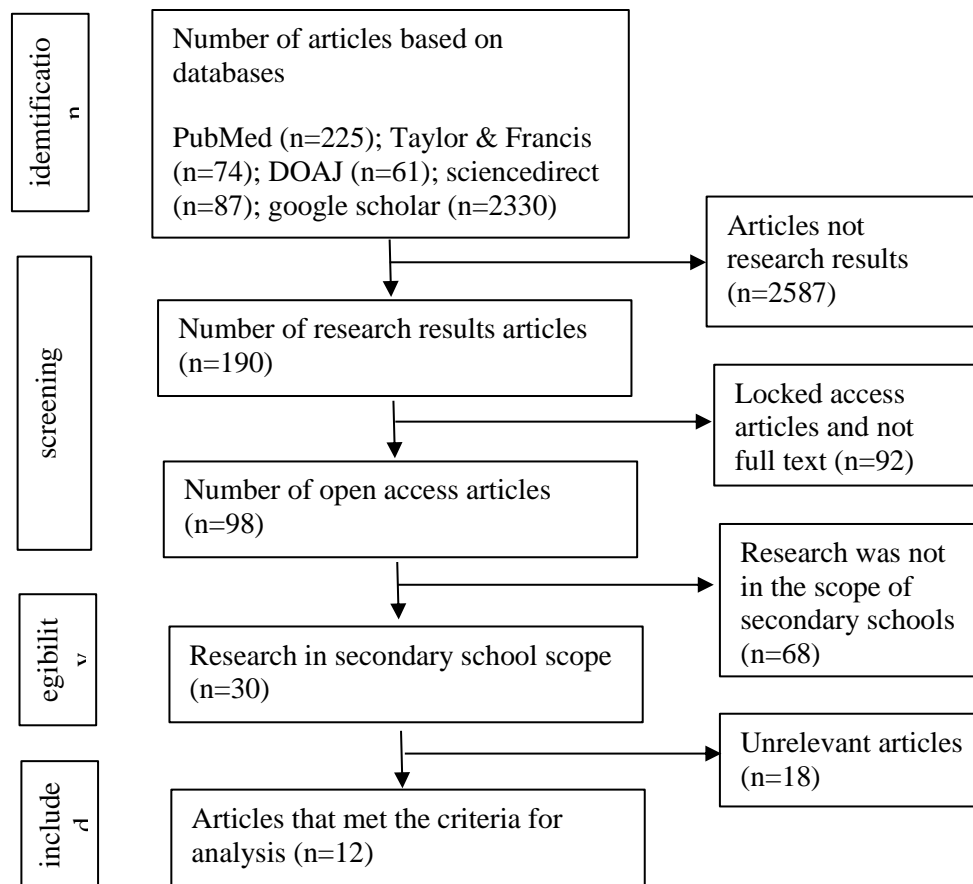 idemtificatio
n
Number of articles based on
databases
PubMed (n=225); Taylor & Francis
(n=74); DOAJ (n=61); sciencedirect
(n=87); google scholar (n=2330)
Articles not
research results
(n=2587)
screening
Number of research results articles
(n=190)
Locked access
articles and not
full text (n=92)
Number of open access articles
(n=98)
Research was not
in the scope of
secondary schools
(n=68)
egibilit
y
Research in secondary school scope
(n=30)
Unrelevant articles
(n=18)
include
d
Articles that met the criteria for
analysis (n=12)